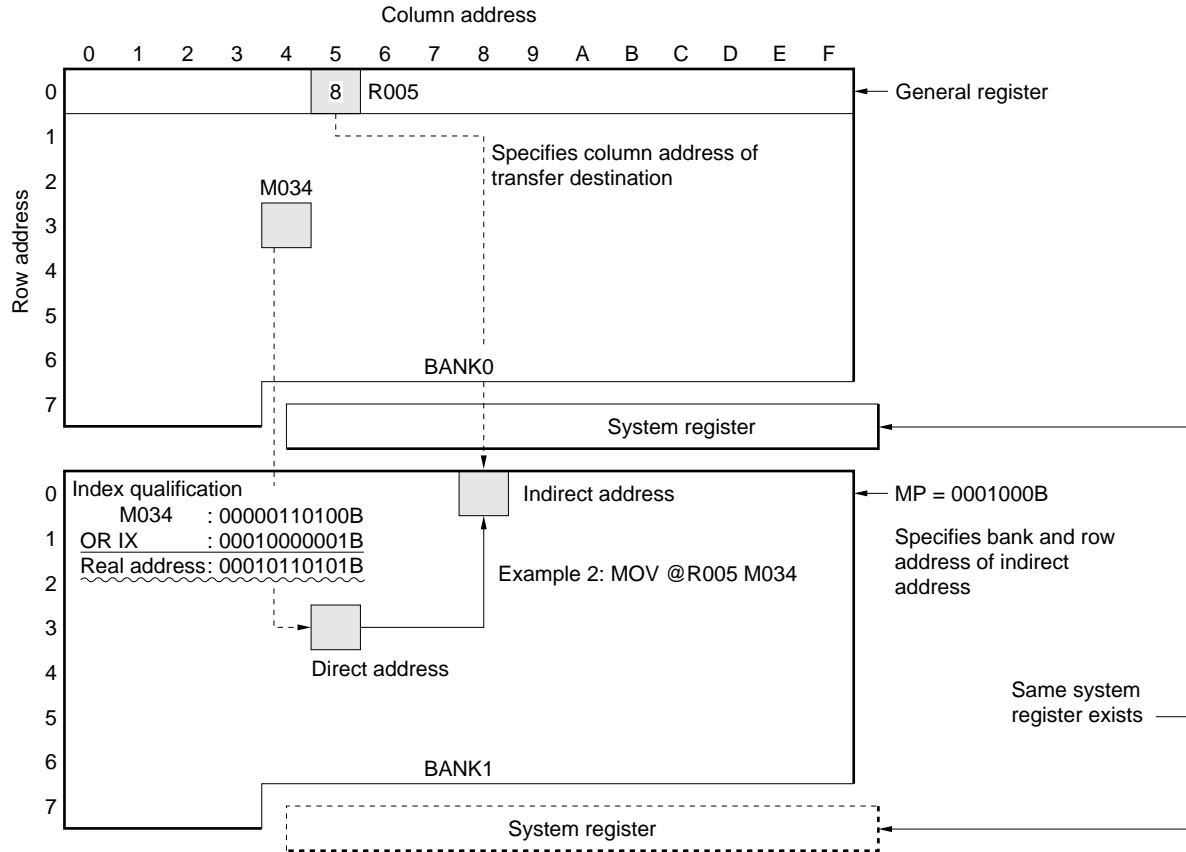 Column address
0 1 2 3 4 5 6 7 8 9 A B C D E F
0
8
R005
General register
1
Specifies column address of
transfer destination
2
M034
Row address
3
4
5
6
BANK0
7
System register
0
Index qualification
Indirect address
MP = 0001000B
M034 : 00000110100B
1
OR IX : 00010000001B
Specifies bank and row
address of indirect
address
Real address: 00010110101B
Example 2: MOV @R005 M034
2
3
Direct address
4
Same system
register exists
5
6
BANK1
7
System register